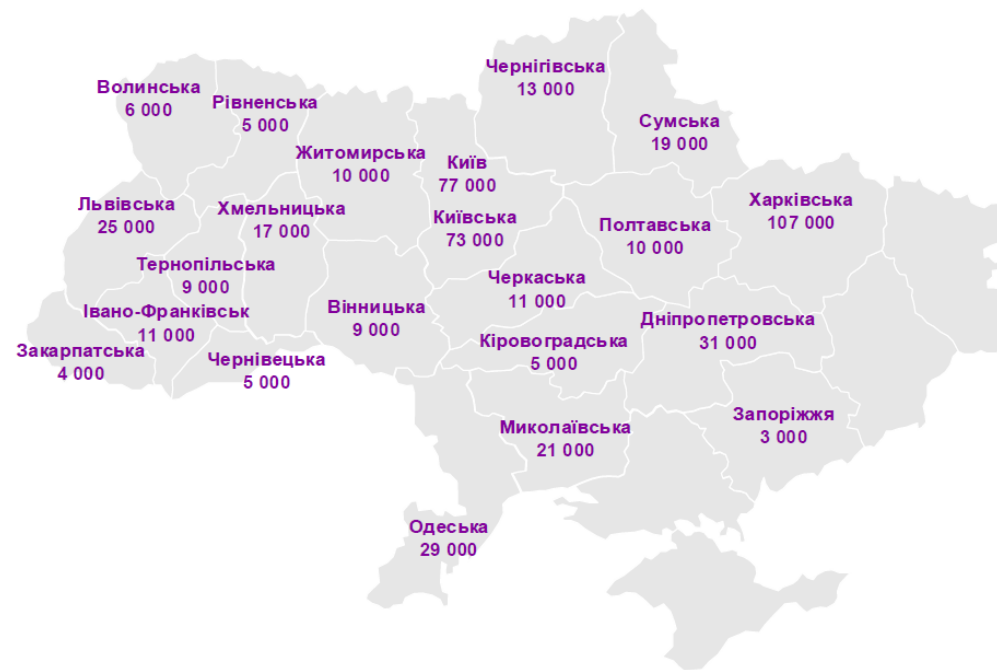 Чернігівська
13 000
Волинська
6 000
Рівненська
5 000
Сумська
19 000
Житомирська
10 000
Київ
77 000
Львівська
25 000
Хмельницька
17 000
Київська
73 000
Полтавська
10 000
Харківська
107 000
Тернопільська
9 000
Черкаська
11 000
Івано-Франківськ
11 000
Вінницька
9 000
Кіровоградська
5 000
Дніпропетровська
31 000
Закарпатська
4 000
Чернівецька
5 000
Запоріжжя
3 000
Миколаївська
21 000
Одеська
29 000